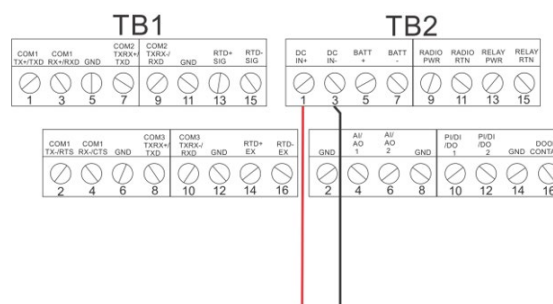 TB1
TB2
COM1 TX+/TXD
COM1 RX+/RXD
GND
COM2 TXRX+/ TXD
COM2 TXRX-/ RXD
GND
RTD+ SIG
RTD- SIG
DC IN+
DC IN-
BATT +
BATT -
RADIO PWR
RADIO RTN
RELAY PWR
RELAY RTN
1 3 5 7 9 11 13 15
1 3 5 7 9 11 13 15
COM1 TX-/RTS
COM1 RX-/CTS
GND
COM3 TXRX+/ TXD
COM3 TXRX-/ RXD
GND
RTD+ EX
RTD- EX
GND
AI/ AO 1
AI/ AO 2
GND
PI/DI /DO 1
PI/DI /DO 2
GND
DOO CONTA
2 4 6 8 10 12 14 16
2 4 6 8 10 12 14 16